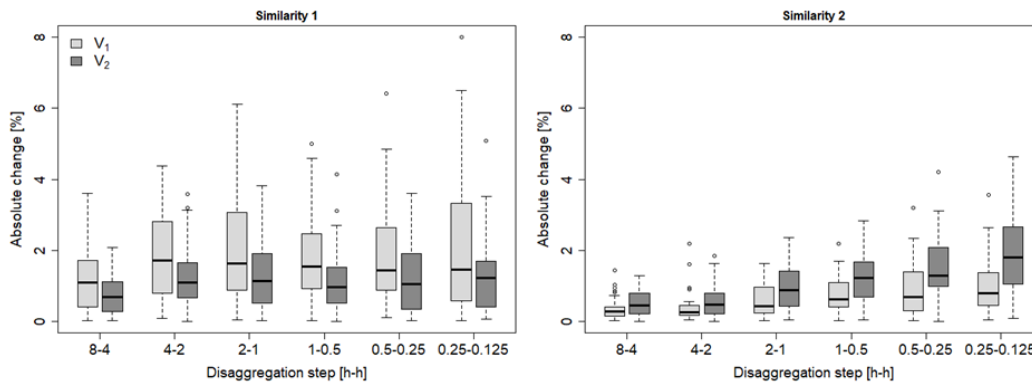 Similarity 1
Absolute change [%]
8
6
4
2
0
V1
V2
8-4 4-2 2-1 1-0.5 0.5-0.25 0.25-0.125
Disaggregation step [h-h]
Similarity 2
Absolute change [%]
8
6
4
2
0
8-4 4-2 2-1 1-0.5 0.5-0.25 0.25-0.125
Disaggregation step [h-h]